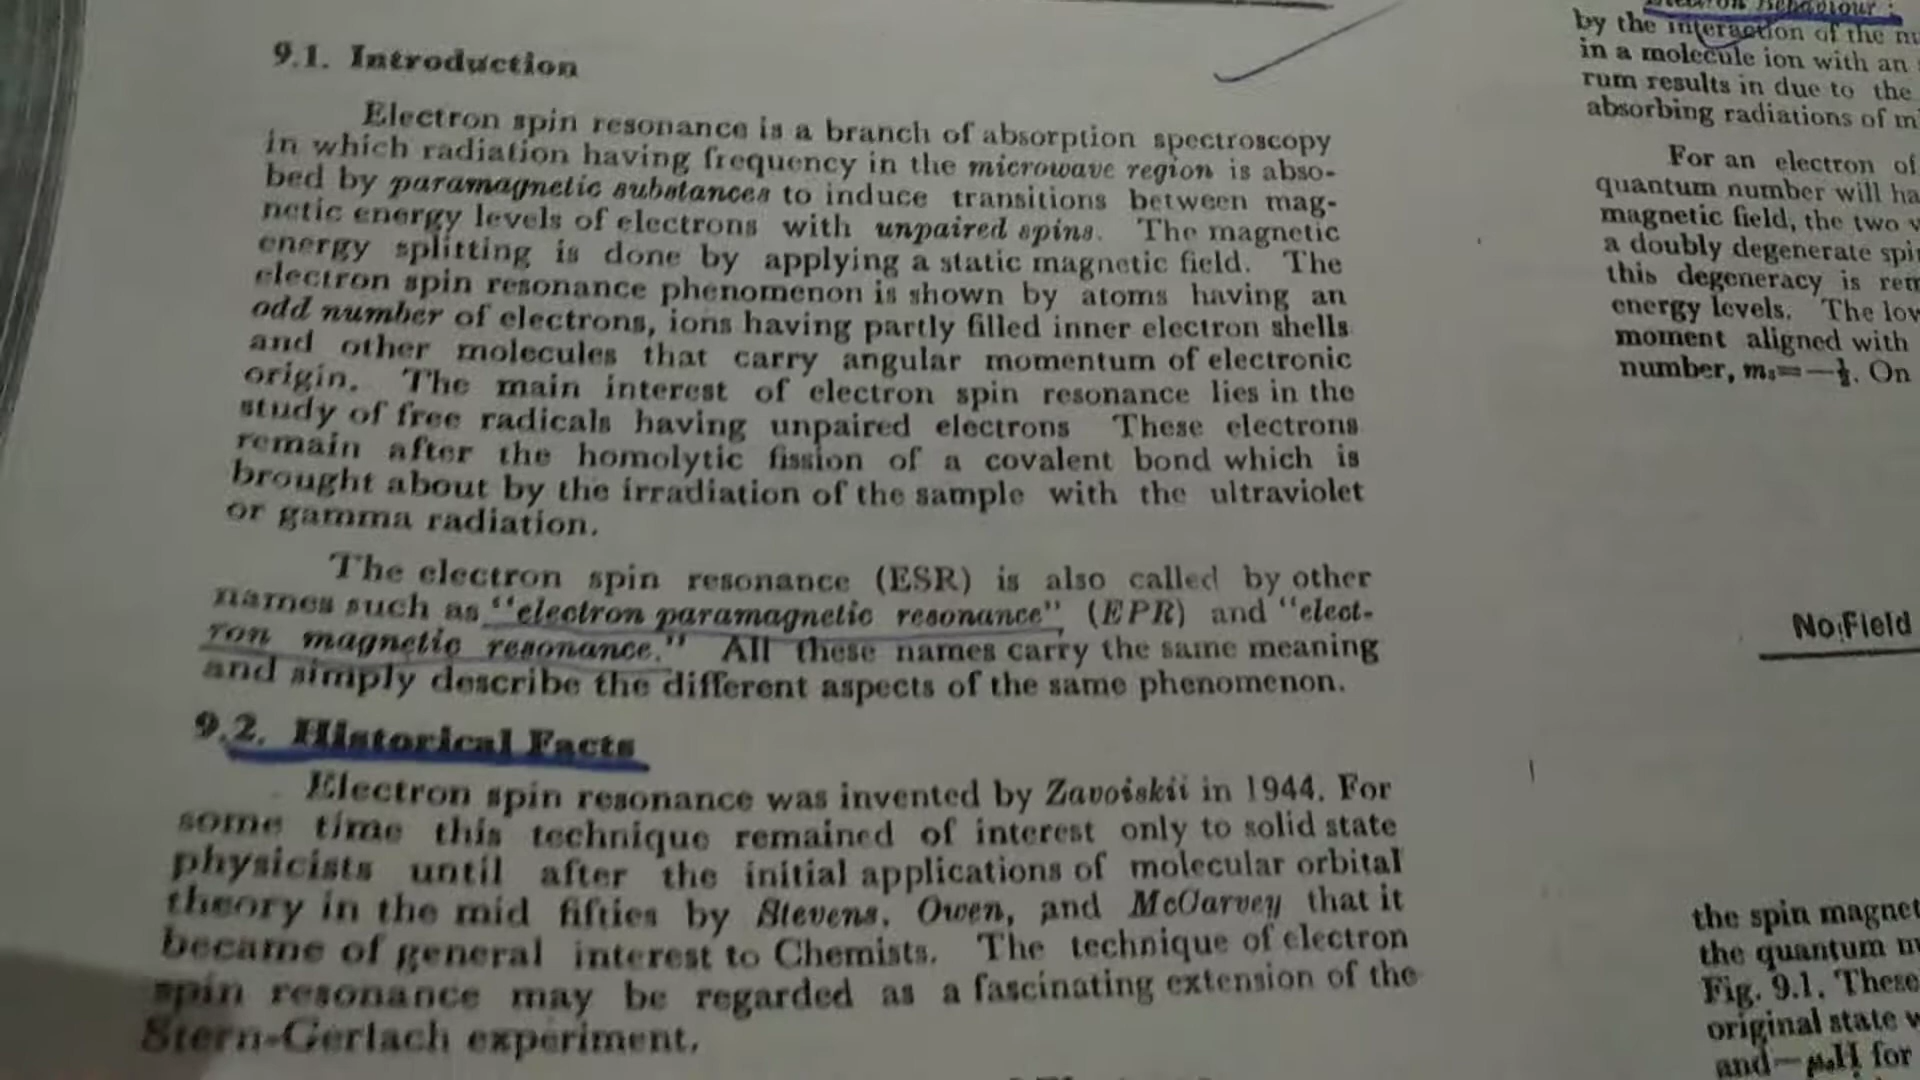 9.1. Introduction
Electron spin resonance is a branch of absorption spectroscopy
in which radiation having frequency in the microwave region is abso-
bed by paramagnetic substances to induce transitions between mag-
netic energy levels of electrons with unpaired spins. The magnetic
energy splitting is done by applying a static magnetic field. The
electron spin resonance phenomenon is shown by atoms having an
odd number of electrons, ions having partly filled inner electron shells
and other molecules that carry angular momentum of electronic
origin. The main interest of electron spin resonance lies in the
study of free radicals having unpaired electrons These electrons
remain after the homolytic fission of a covalent bond which is
brought about by the irradiation of the sample with the ultraviolet
or gamma radiation.
The electron spin resonance (ESR) is also called by other
names such as "electron paramagnetic resonance", (EPR) and "elect-
ron magnetic resonance." All these names carry the same meaning
and simply describe the different aspects of the same phenomenon.
9.2. Historical Facts
Electron spin resonance was invented by Zavoiskii in 1944. For
some time this technique remained of interest only to solid state
physicists until after the initial applications of molecular orbital
theory in the mid fifties by Stevens, Owen, and McGarvey that it
became of general interest to Chemists. The technique of electron
spin resonance may be regarded as a fascinating extension of the
Stern-Gerlach experiment.
Behaviour :
by the interaction of the
in a molecule ion with an
rum results in due to the
absorbing radiations of
For an electron of
quantum number will
magnetic field, the two
a doubly degenerate
this degeneracy is
energy levels. The
moment aligned with
number, mₛ=−½. On
No Field
the spin
the quantum
Fig. 9.1. These
original state
and−μₑH for